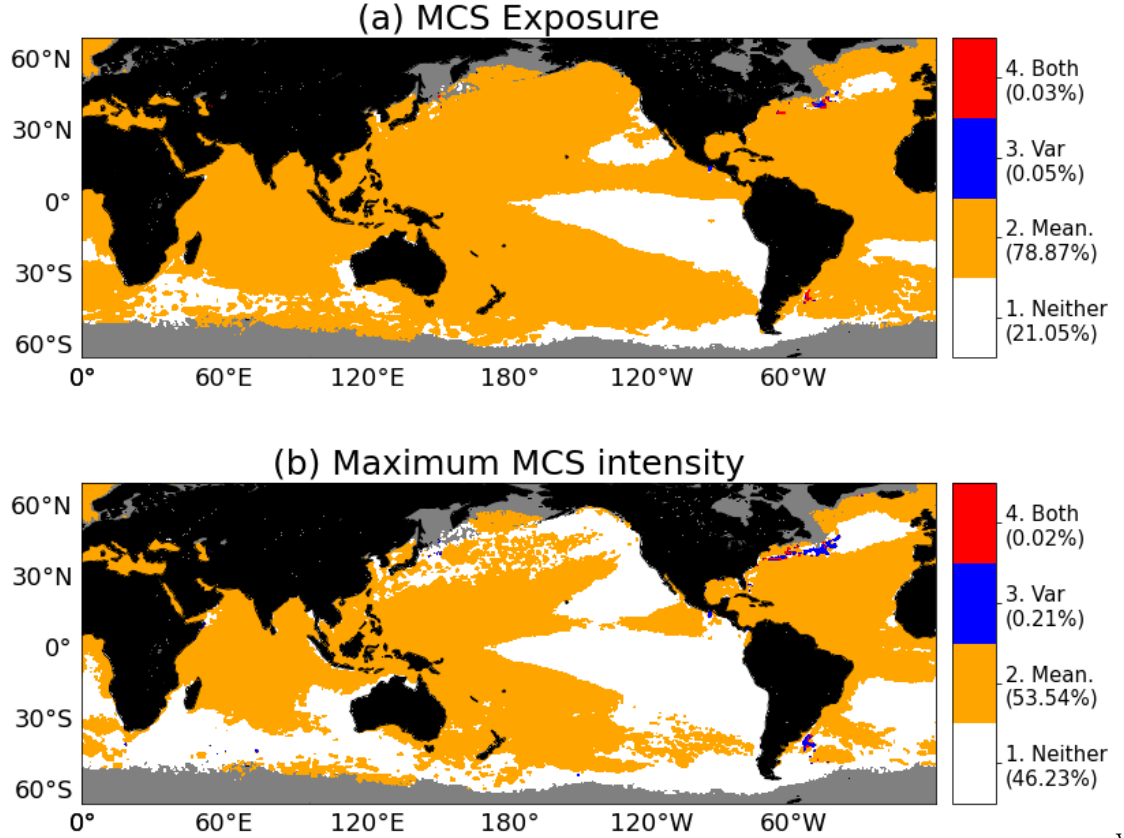 (a) MCS Exposure
60°N
30°N
0°
30°S
60°S
0°
60°E
120°E
180°
120°W
60°W
4. Both
(0.03%)
3. Var
(0.05%)
2. Mean.
(78.87%)
1. Neither
(21.05%)
(b) Maximum MCS intensity
60°N
30°N
0°
30°S
60°S
0°
60°E
120°E
180°
120°W
60°W
4. Both
(0.02%)
3. Var
(0.21%)
2. Mean.
(53.54%)
1. Neither
(46.23%)